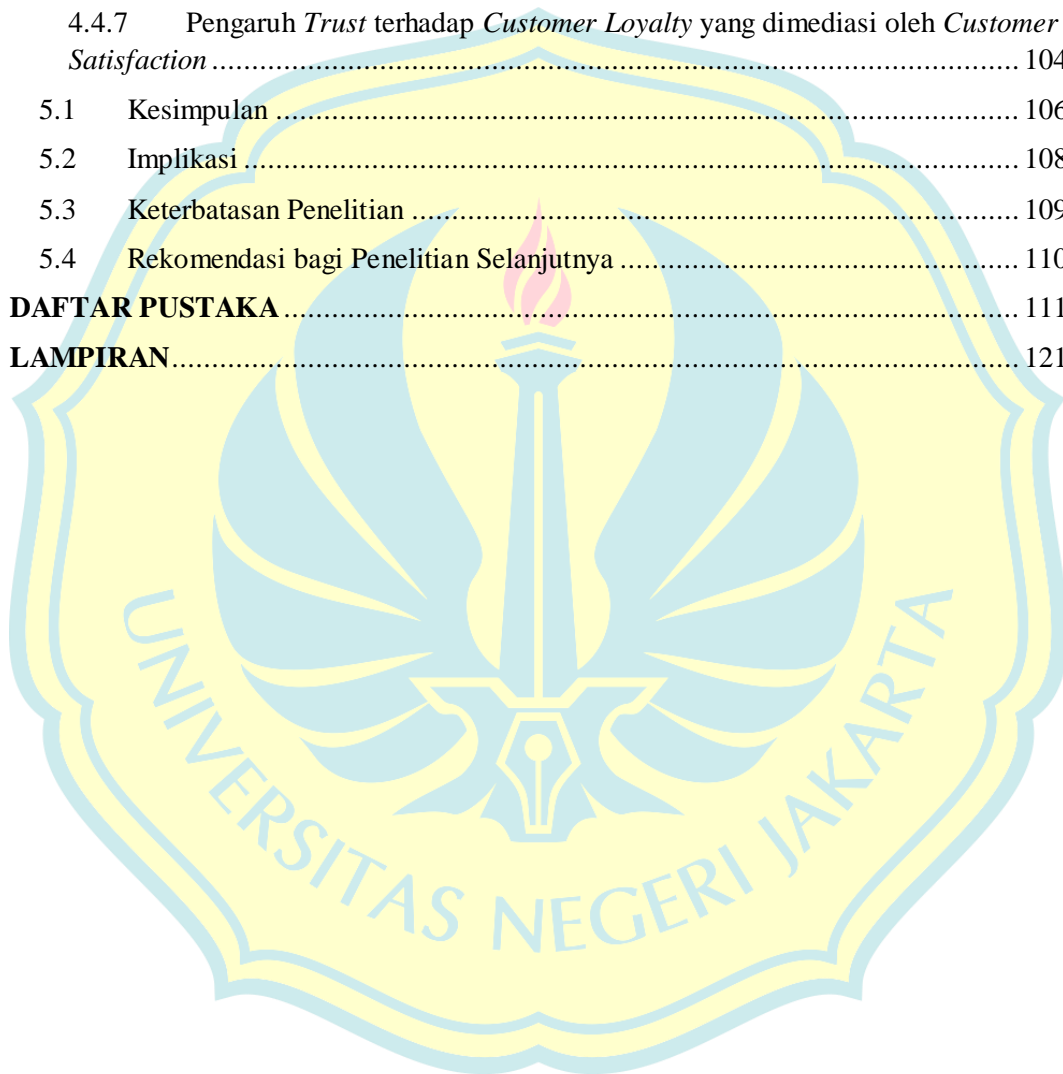 4.4.7 Pengaruh Trust terhadap Customer Loyalty yang dimediasi oleh Customer
Satisfaction ........................................................................ 104
5.1 Kesimpulan ........................................................................ 106
5.2 Implikasi ........................................................................ 108
5.3 Keterbatasan Penelitian ........................................................................ 109
5.4 Rekomendasi bagi Penelitian Selanjutnya ........................................................................ 110
DAFTAR PUSTAKA ........................................................................ 111
LAMPIRAN ........................................................................ 121
UNIVERSITAS NEGERI JAKARTA